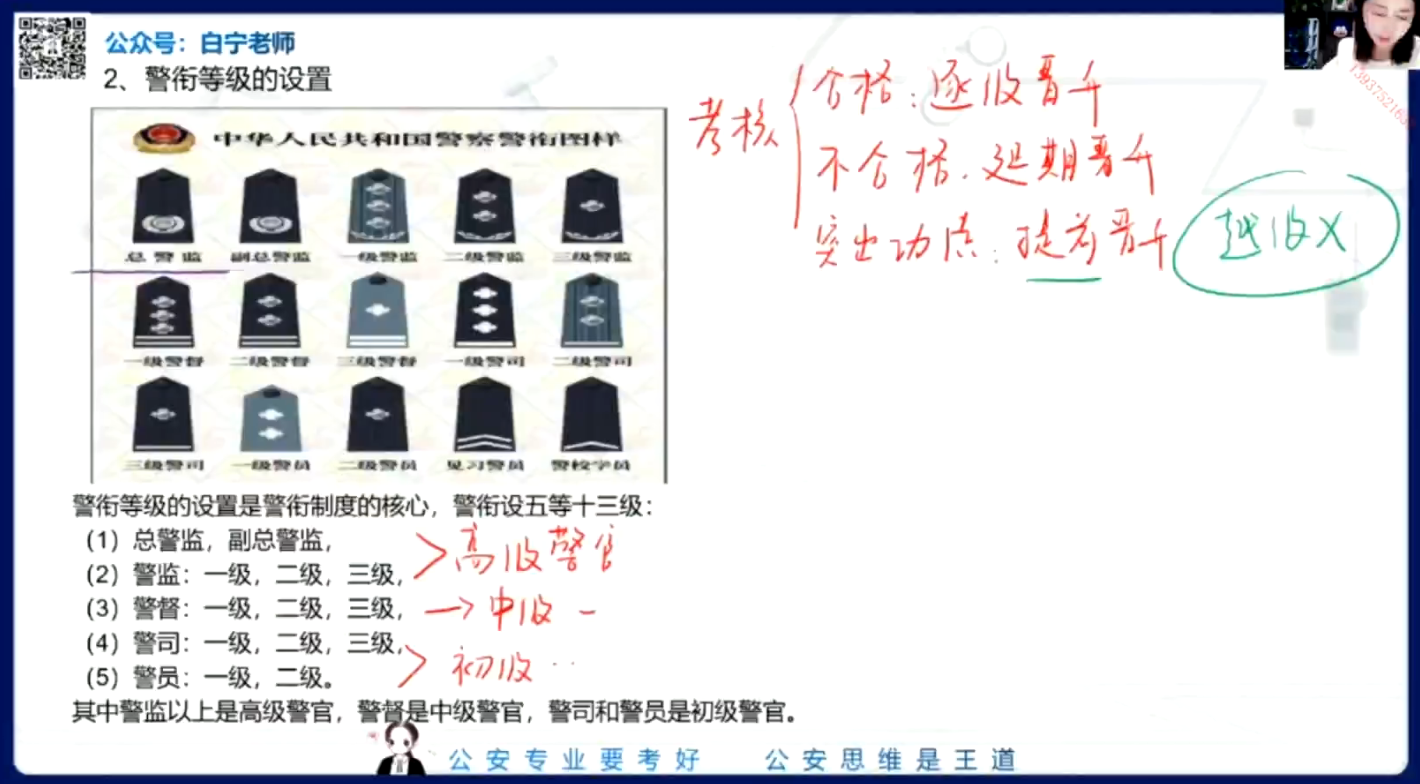 公众号：白宁老师
2、警衔等级的设置
中华人民共和国警察警衔图样
总警监 副总警监 一级警监 二级警监 三级警监
一级警督 二级警督 三级警督 一级警司 二级警司
三级警司 一级警员 二级警员 见习警员 警校学员
警衔等级的设置是警衔制度的核心，警衔设五等十三级：
（1）总警监，副总警监，
（2）警监：一级，二级，三级，
高级警官
（3）警督：一级，二级，三级，
→中级 -
（4）警司：一级，二级，三级，
（5）警员：一级，二级。
初级 ··
其中警监以上是高级警官，警督是中级警官，警司和警员是初级警官。
考核
合格：逐级晋升
不合格．延期晋升
突出功：提前晋升
越级X
公安专业要考好 公安思维是王道